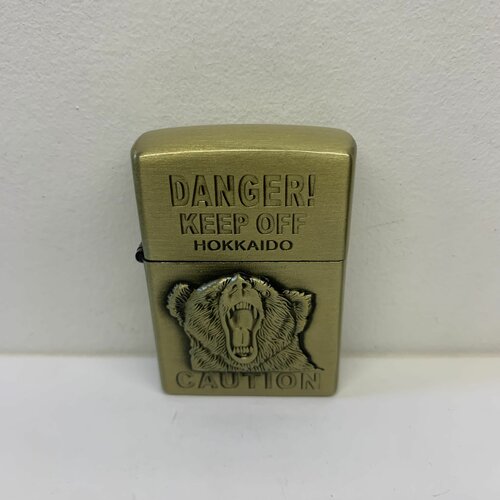 DANGER!
KEEP OFF
HOKKAIDO
CAUTION